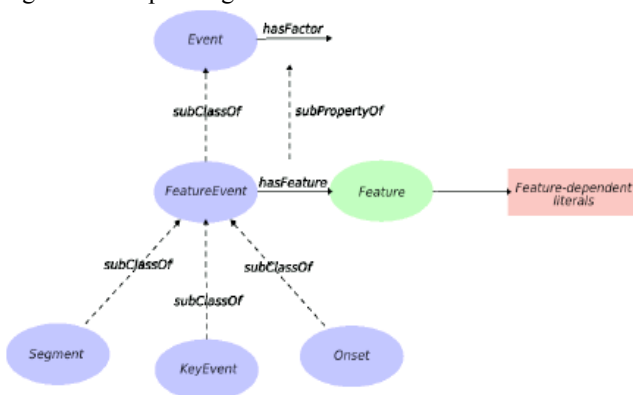 Event
hasFactor
subClassOf
subPropertyOf
FeatureEvent
hasFeature
Feature
Feature-dependent
literals
subClassOf
subClassOf
subClassOf
Segment
KeyEvent
Onset